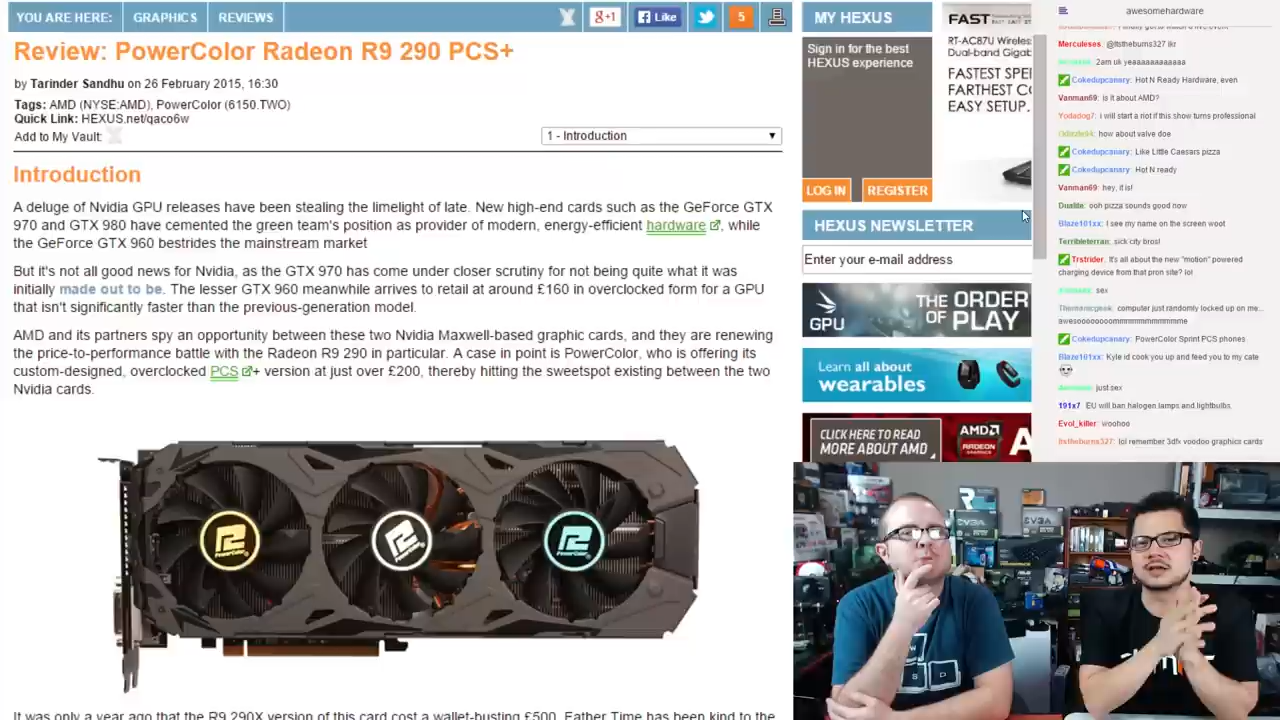 YOU ARE HERE:
GRAPHICS
REVIEWS
g+1
Like
5
Review: PowerColor Radeon R9 290 PCS+
by Tarinder Sandhu on 26 February 2015, 16:30
Tags: AMD (NYSE:AMD), PowerColor (6150.TWO)
Quick Link: HEXUS.net/qaco6w
Add to My Vault:
1 - Introduction
Introduction
A deluge of Nvidia GPU releases have been stealing the limelight of late. New high-end cards such as the GeForce GTX
970 and GTX 980 have cemented the green team's position as provider of modern, energy-efficient hardware, while
the GeForce GTX 960 bestrides the mainstream market
But it's not all good news for Nvidia, as the GTX 970 has come under closer scrutiny for not being quite what it was
initially made out to be. The lesser GTX 960 meanwhile arrives to retail at around £160 in overclocked form for a GPU
that isn't significantly faster than the previous-generation model.
AMD and its partners spy an opportunity between these two Nvidia Maxwell-based graphic cards, and they are renewing
the price-to-performance battle with the Radeon R9 290 in particular. A case in point is PowerColor, who is offering its
custom-designed, overclocked PCS+ version at just over £200, thereby hitting the sweetspot existing between the two
Nvidia cards.
PowerColor
PowerColor
PowerColor
It was only a year ago that the R9 290X version of this card cost a wallet-busting £500. Father Time has been kind to the
MY HEXUS
Sign in for the best
HEXUS experience
LOG IN
REGISTER
FAST
RT-AC87U Wireless
Dual-band Gigab
FASTEST SPE
FARTHEST C
EASY SETUP.
HEXUS NEWSLETTER
Enter your e-mail address
GPU
THE ORDER
OF PLAY
Learn all about
wearables
CLICK HERE TO READ
MORE ABOUT AMD
AMD
RADEON
GRAPHICS
A
awesomehardware
Merculeses: @Itstheburns327 ikr
2am uk yeaaaaaaaaaaaa
Cokedupcanary: Hot N Ready Hardware, even
Vanman69: is it about AMD?
Yodadog7: i will start a riot if this show turns professional
how about valve doe
Cokedupcanary: Like Little Caesars pizza
Cokedupcanary: Hot N ready
Vanman69: hey, it is!
Dualite: ooh pizza sounds good now
Blaze101xx: I see my name on the screen woot
Terribleterran: sick city bros!
Trstrider: It's all about the new "motion" powered
charging device from that pron site? lol
sex
Themanicgeek: computer just randomly locked up on me...
awesooooooommmmmmmmme
Cokedupcanary: PowerColor Sprint PCS phones
Blaze101xx: Kyle id cook you up and feed you to my cate
just sex
191x7 EU will ban halogen lamps and lightbulbs.
Evol_killer: woohoo
Itstheburns327: lol remember 3dfx voodoo graphics cards
EVGA
EVGA
W
S
D